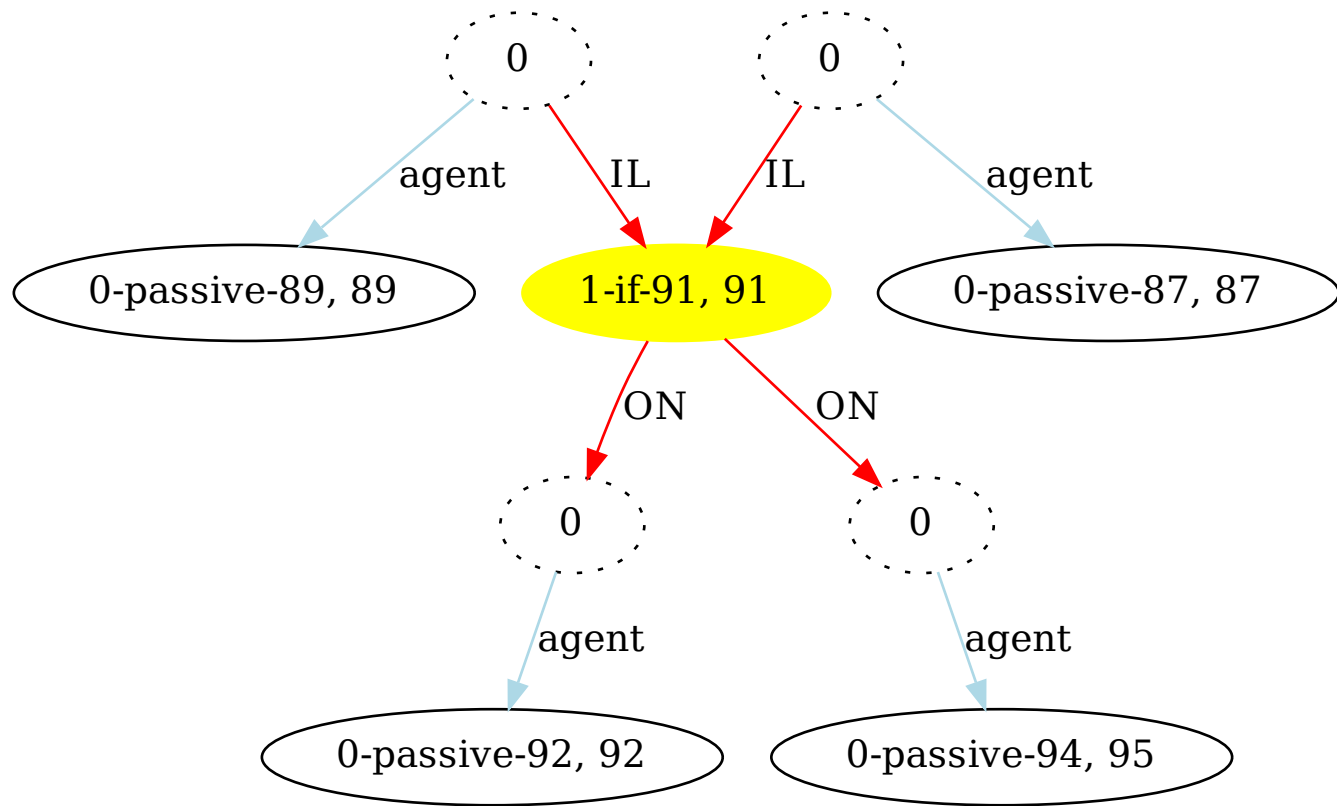 0
0
agent
IL
IL
agent
0-passive-89, 89
1-if-91, 91
0-passive-87, 87
ON
ON
0
0
agent
agent
0-passive-92, 92
0-passive-94, 95